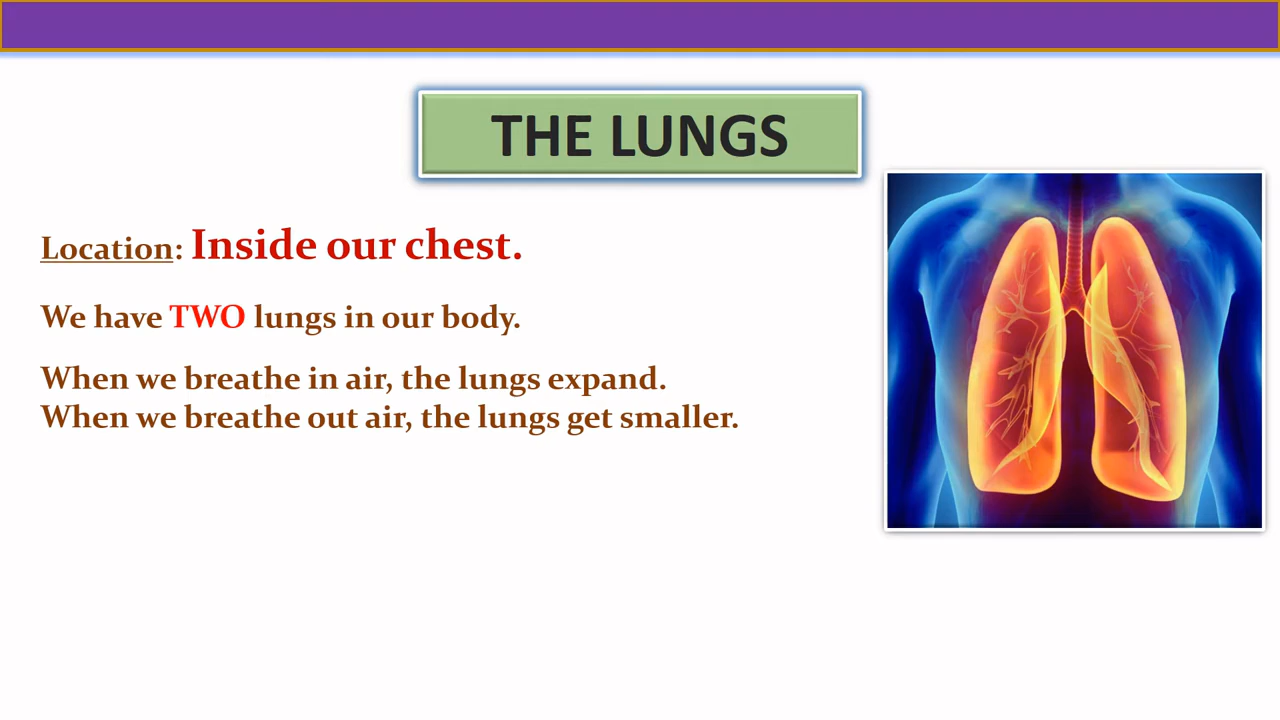 THE LUNGS
Location: Inside our chest.
We have TWO lungs in our body.
When we breathe in air, the lungs expand.
When we breathe out air, the lungs get smaller.